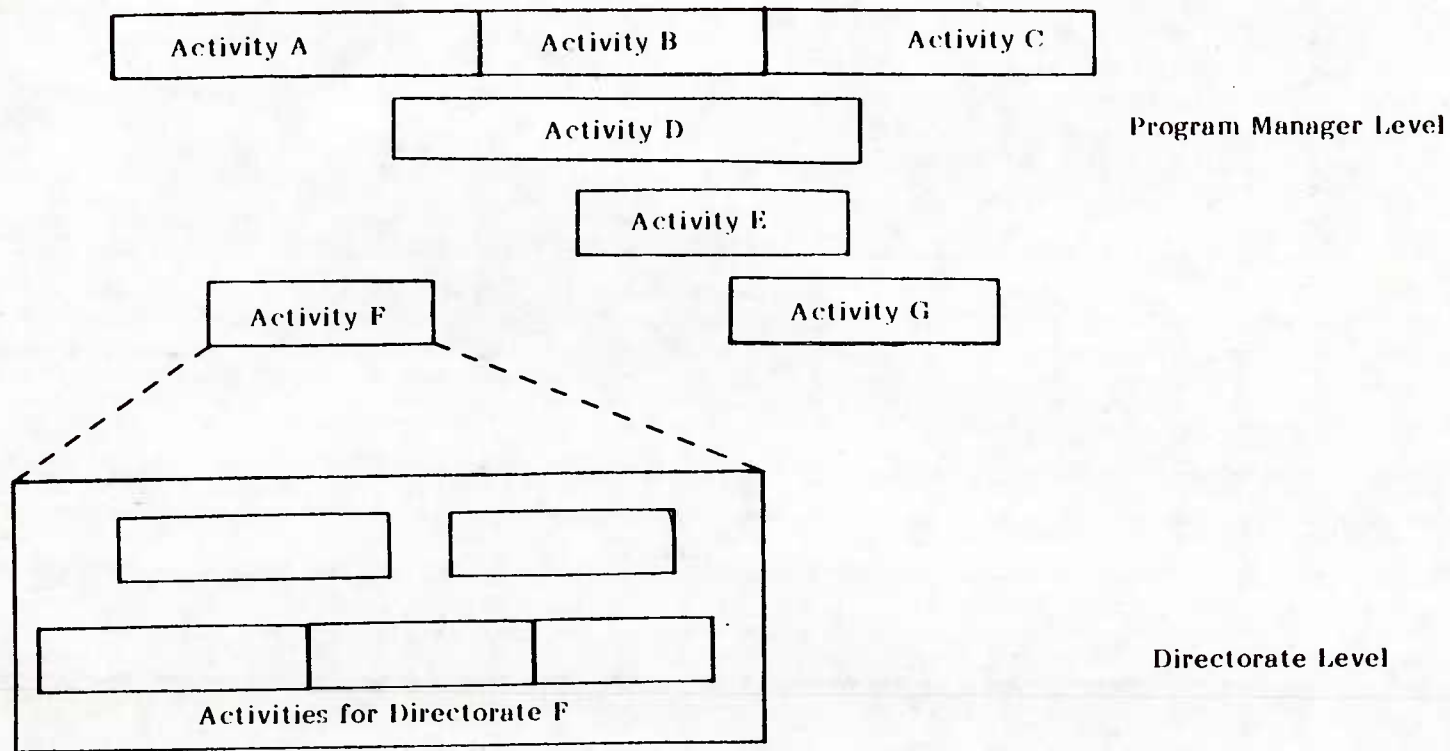 Activity A
Activity B
Activity C
Activity D
Program Manager Level
Activity E
Activity F
Activity G
Directorate Level
Activities for Directorate F